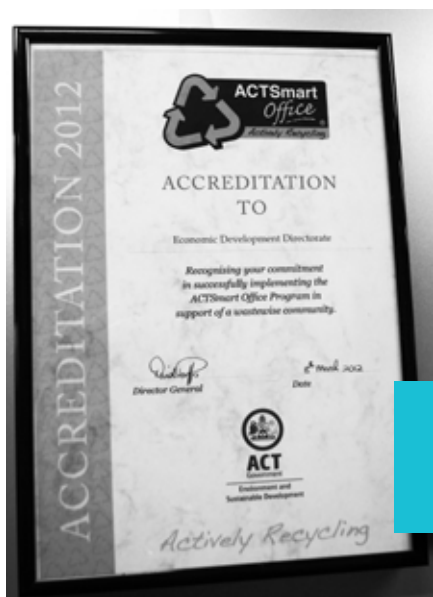 ACCREDITATION 2012
ACTSmart
Office
Actively Recycling
ACCREDITATION
TO
Economic Development Directorate
Recognising your commitment
in successfully implementing the
ACTSmart Office Program in
support of a wastewise community.
8th March 2012
Director General
Date
ACT
Government
Environment and
Sustainable Development
Actively Recycling